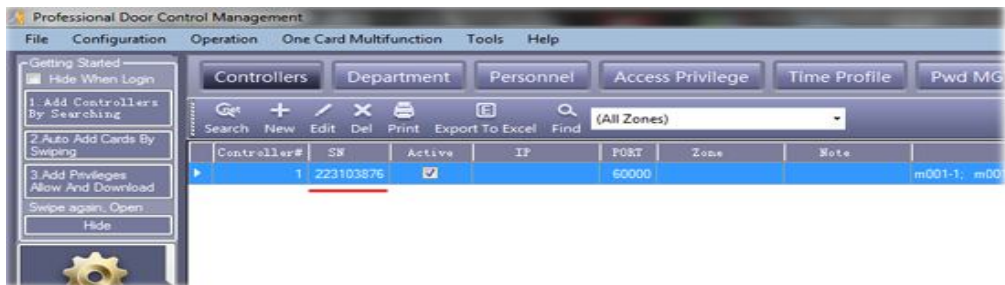 Professional Door Control Management
File Configuration Operation One Card Multifunction Tools Help
Getting Started
Hide When Login
1.Add Controllers
By Searching
2.Auto Add Cards By
Swiping
3.Add Privileges
Allow And Download
Swipe again, Open
Hide
Controllers Department Personnel Access Privilege Time Profile Pwd MG
Get
Search New Edit Del Print Export To Excel Find (All Zones)
Controller# SN Active IP PORT Zone Note
1 223103876 60000 m001-1; m00